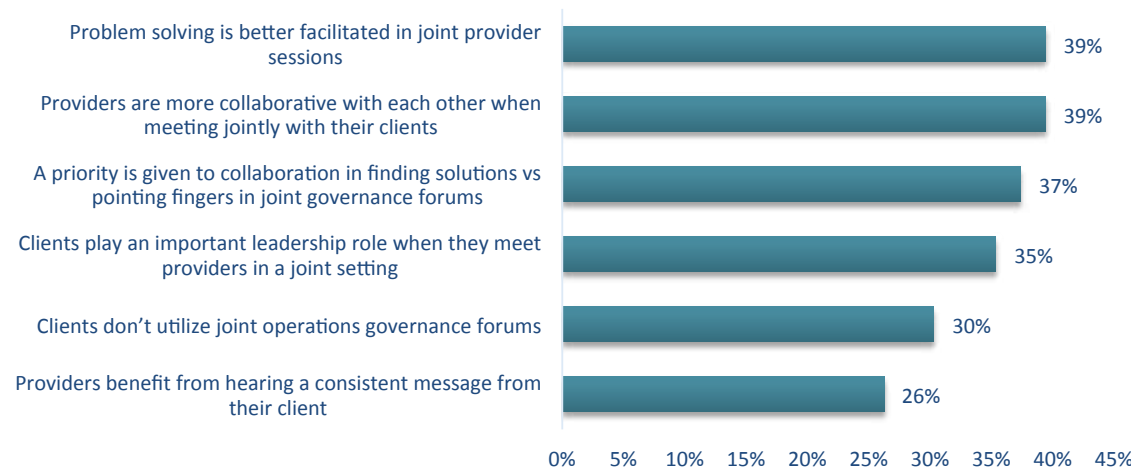 Problem solving is better facilitated in joint provider
sessions
39%
Providers are more collaborative with each other when
meeting jointly with their clients
39%
A priority is given to collaboration in finding solutions vs
pointing fingers in joint governance forums
37%
Clients play an important leadership role when they meet
providers in a joint setting
35%
Clients don’t utilize joint operations governance forums
30%
Providers benefit from hearing a consistent message from
their client
26%
0% 5% 10% 15% 20% 25% 30% 35% 40% 45%